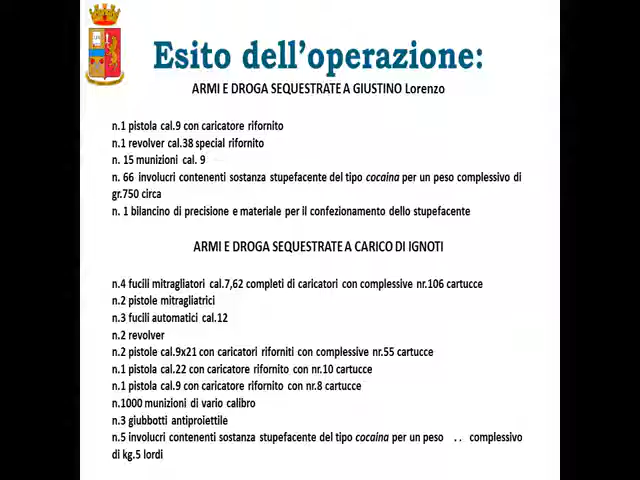 Esito dell'operazione:
ARMI E DROGA SEQUESTRATE A GIUSTINO Lorenzo
n.1 pistola cal.9 con caricatore rifornito
n.1 revolver cal.38 special rifornito
n. 15 munizioni cal. 9
n. 66 involucri contenenti sostanza stupefacente del tipo cocaina per un peso complessivo di
gr.750 circa
n. 1 bilancino di precisione e materiale per il confezionamento dello stupefacente
ARMI E DROGA SEQUESTRATE A CARICO DI IGNOTI
n.4 fucili mitragliatori cal.7,62 completi di caricatori con complessive nr.106 cartucce
n.2 pistole mitragliatrici
n.3 fucili automatici cal.12
n.2 revolver
n.2 pistole cal.9x21 con caricatori riforniti con complessive nr.55 cartucce
n.1 pistola cal.22 con caricatore rifornito con nr.10 cartucce
n.1 pistola cal.9 con caricatore rifornito con nr.8 cartucce
n.1000 munizioni di vario calibro
n.3 giubbotti antiproiettile
n.5 involucri contenenti sostanza stupefacente del tipo cocaina per un peso . . complessivo
di kg.5 lordi